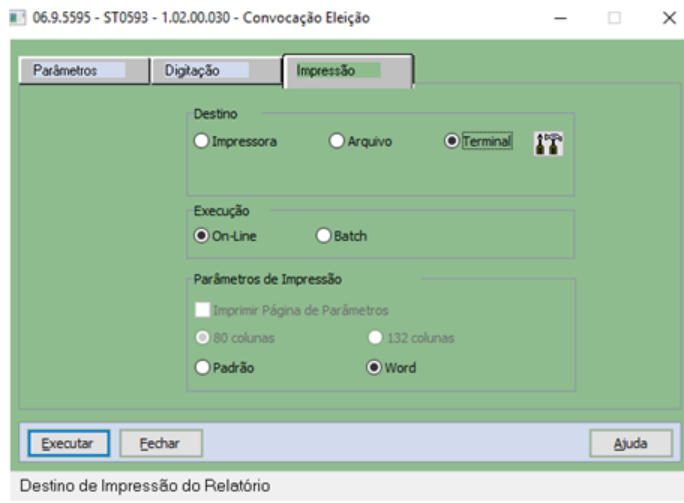 06.9.5595 - ST0593 - 1.02.00.030 - Convocação Eleição
Parâmetros Digitação Impressão
Destino
Impressora Arquivo Terminal
Execução
On-Line Batch
Parâmetros de Impressão
Imprimir Página de Parâmetros
80 colunas 132 colunas
Padrão Word
Executar Fechar Ajuda
Destino de Impressão do Relatório